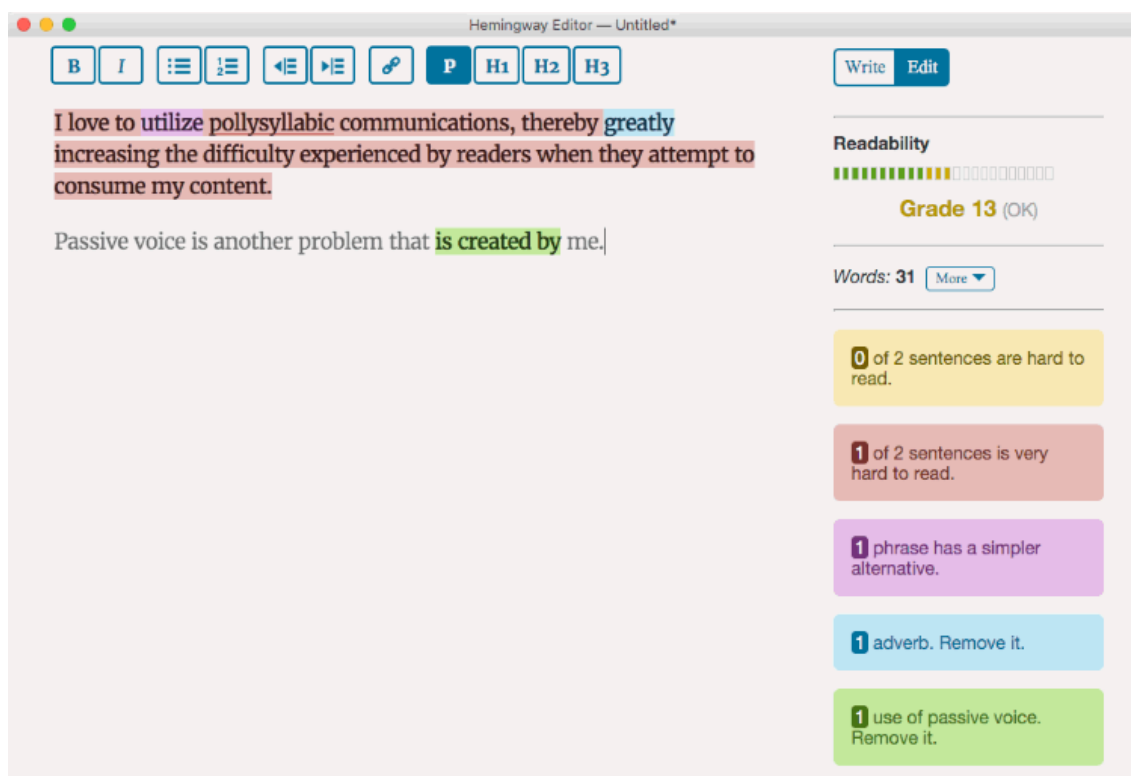 Hemingway Editor — Untitled*
B I P H1 H2 H3
Write Edit
I love to utilize pollysyllabic communications, thereby greatly
increasing the difficulty experienced by readers when they attempt to
consume my content.
Passive voice is another problem that is created by me.
Readability
Grade 13 (OK)
Words: 31 More
0 of 2 sentences are hard to
read.
1 of 2 sentences is very
hard to read.
1 phrase has a simpler
alternative.
1 adverb. Remove it.
1 use of passive voice.
Remove it.